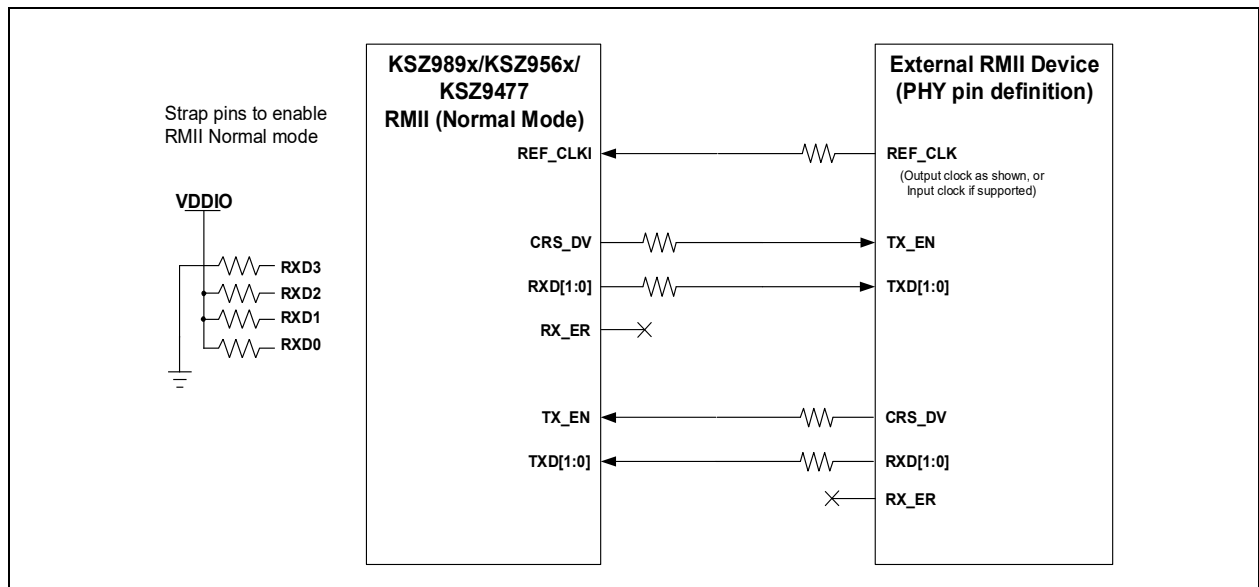 Strap pins to enable
RMII Normal mode
VDDIO
RXD3
RXD2
RXD1
RXD0
KSZ989x/KSZ956x/
KSZ9477
RMII (Normal Mode)
REF_CLKI
CRS_DV
RXD[1:0]
RX_ER
TX_EN
TXD[1:0]
External RMII Device
(PHY pin definition)
REF_CLK
(Output clock as shown, or
Input clock if supported)
TX_EN
TXD[1:0]
CRS_DV
RXD[1:0]
RX_ER